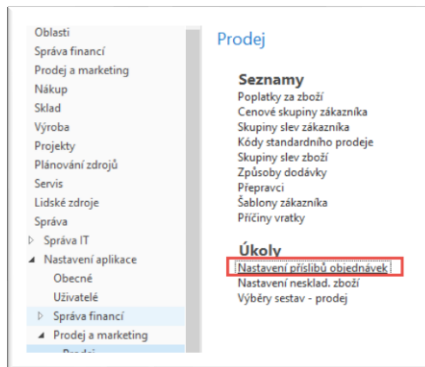 Oblasti
Správa financí
Prodej a marketing
Nákup
Sklad
Výroba
Projekty
Plánování zdrojů
Servis
Lidské zdroje
Správa
Správa IT
Nastavení aplikace
Obecné
Uživatelé
Správa financí
Prodej a marketing
Prodej
Prodej
Seznamy
Poplatky za zboží
Cenové skupiny zákazníka
Skupiny slev zákazníka
Kódy standardního prodeje
Skupiny slev zboží
Způsoby dodávky
Přepravci
Šablony zákazníka
Příčiny vratky
Úkoly
Nastavení příslibů objednávek
Nastavení nesklad. zboží
Výběry sestav - prodej